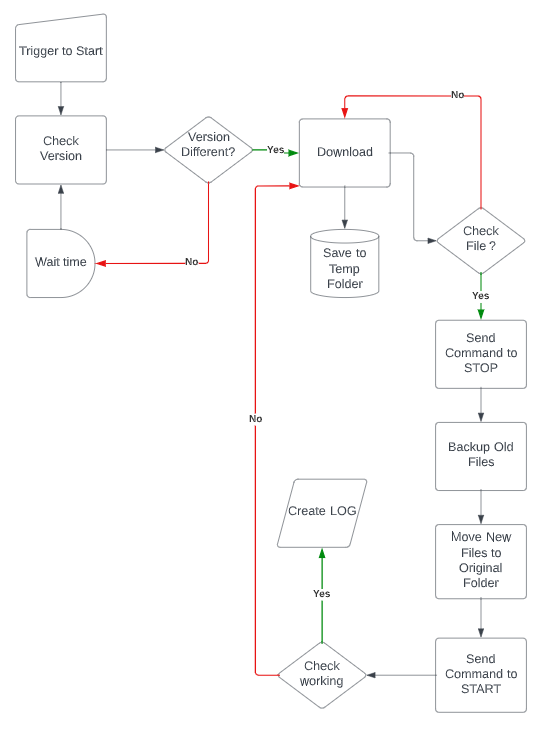 Trigger to Start
Check
Version
Version
Different?
Yes
Wait time
No
No
Download
Save to
Temp
Folder
Check
File ?
Yes
Send
Command to
STOP
Backup Old
Files
Move New
Files to
Original
Folder
Send
Command to
START
Check
working
Yes
Create LOG
No